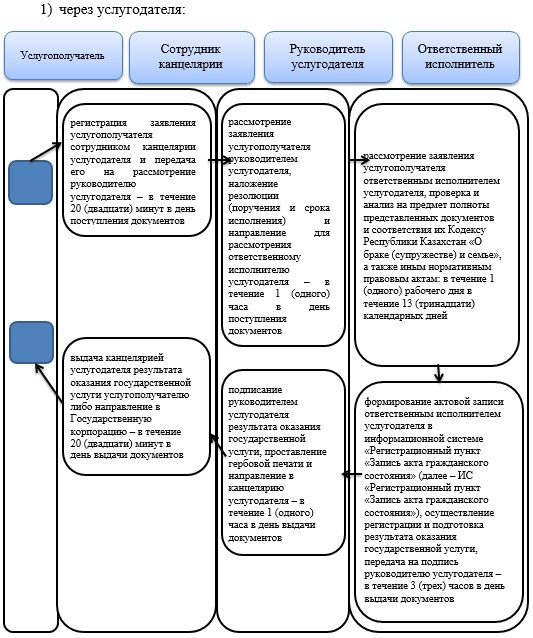 1) через услугодателя:
Услугополучатель
Сотрудник
канцелярии
Руководитель
услугодателя
Ответственный
исполнитель
регистрация заявления
услугополучателя
сотрудником канцелярии
услугодателя и передача
его на рассмотрение
руководителю
услугодателя – в течение
20 (двадцати) минут в день
поступления документов
рассмотрение
заявления
услугополучателя
руководителем
услугодателя,
наложение
резолюции
(поручения и срока
исполнения) и
направление для
рассмотрения
ответственному
исполнителю
услугодателя – в
течение 1 (одного)
часа в день
поступления
документов
рассмотрение заявления
услугополучателя
ответственным исполнителем
услугодателя, проверка и
анализ на предмет полноты
представленных документов
и соответствия их Кодексу
Республики Казахстан «О
браке (супружестве) и семье»,
а также иным нормативным
правовым актам: в течение 1
(одного) рабочего дня в
течение 13 (тринадцати)
календарных дней
выдача канцелярией
услугодателя результата
оказания государственной
услуги услугополучателю
либо направление в
Государственную
корпорацию – в течение
20 (двадцати) минут в
день выдачи документов
подписание
руководителем
услугодателя
результата оказания
государственной
услуги, проставление
гербовой печати и
направление в
канцелярию
услугодателя – в
течение 1 (одного)
часа в день выдачи
документов
формирование актовой записи
ответственным исполнителем
услугодателя в
информационной системе
«Регистрационный пункт
«Запись акта гражданского
состояния» (далее – ИС
«Регистрационный пункт
«Запись акта гражданского
состояния»), осуществление
регистрации и подготовка
результата оказания
государственной услуги,
передача на подпись
руководителю услугодателя –
в течение 3 (трех) часов в день
выдачи документов